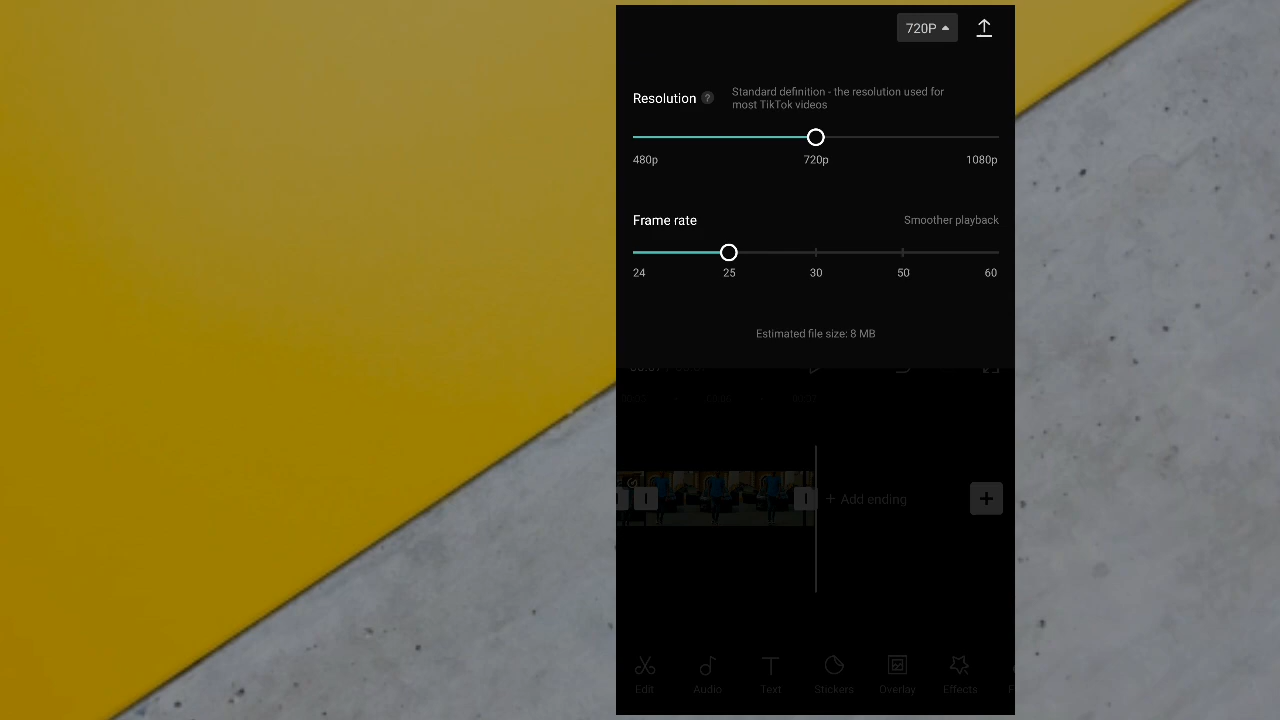 720P
Resolution ? Standard definition - the resolution used for
most TikTok videos
480p 720p 1080p
Frame rate Smoother playback
24 25 30 50 60
Estimated file size: 8 MB
+ Add ending
Edit Audio Text Stickers Overlay Effects F